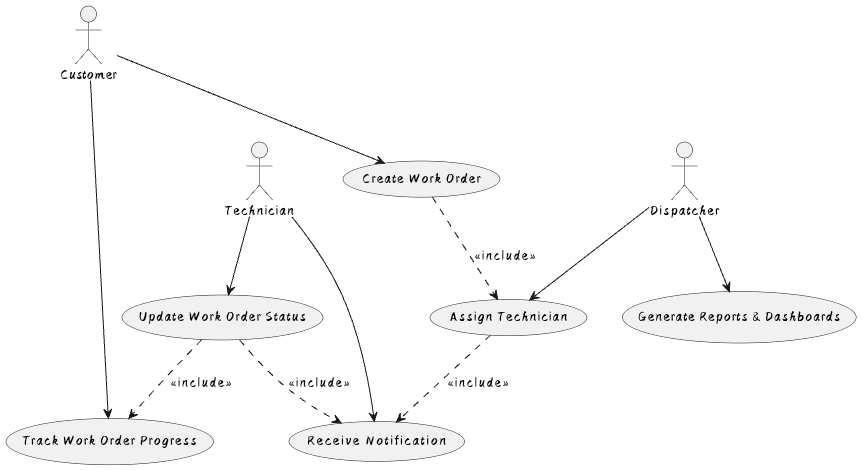 Customer
Create Work Order
Technician
Dispatcher
«include»
Update Work Order Status
Assign Technician
Generate Reports & Dashboards
«include»
«include»
«include»
Track Work Order Progress
Receive Notification